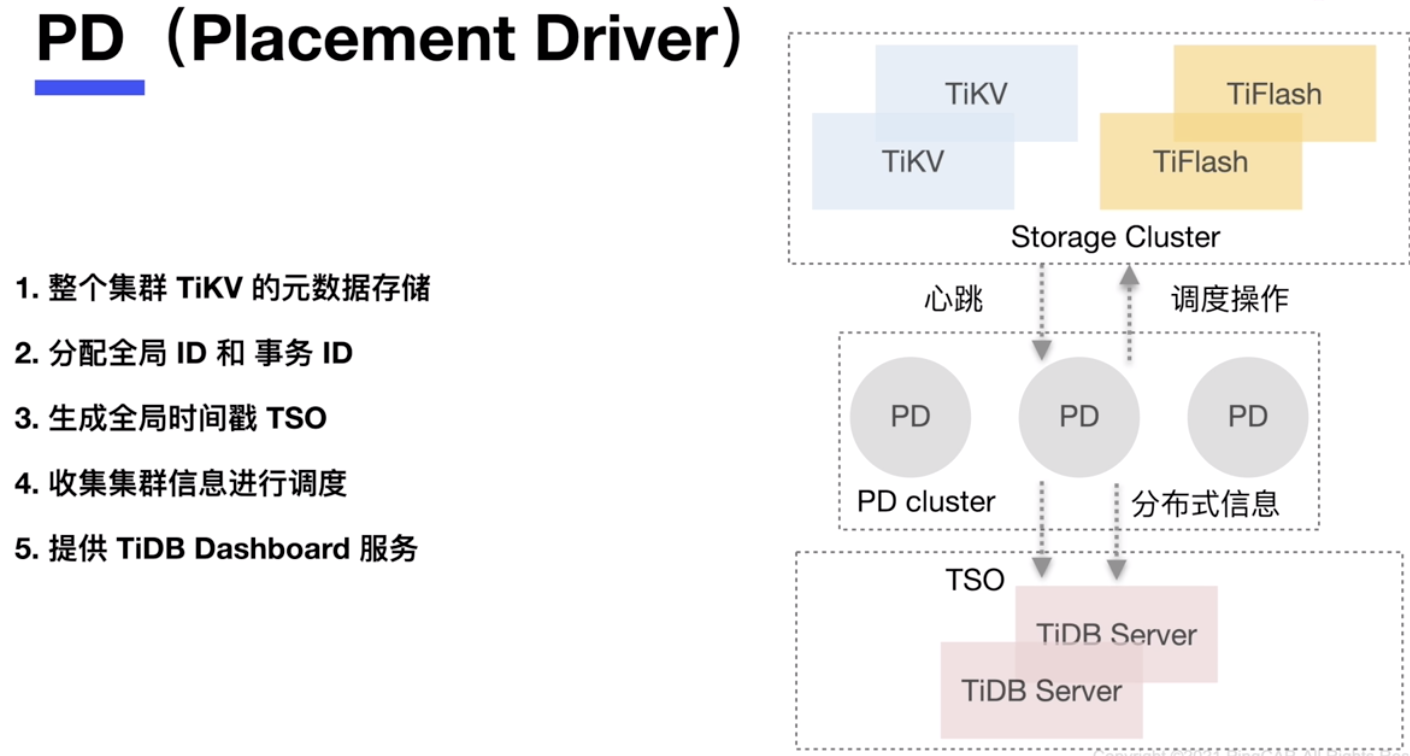 PD（Placement Driver）
1. 整个集群 TiKV 的元数据存储
2. 分配全局 ID 和 事务 ID
3. 生成全局时间戳 TSO
4. 收集集群信息进行调度
5. 提供 TiDB Dashboard 服务
TiKV
TiKV
TiFlash
TiFlash
Storage Cluster
心跳
调度操作
PD
PD
PD
PD cluster
分布式信息
TSO
TiDB Server
TiDB Server